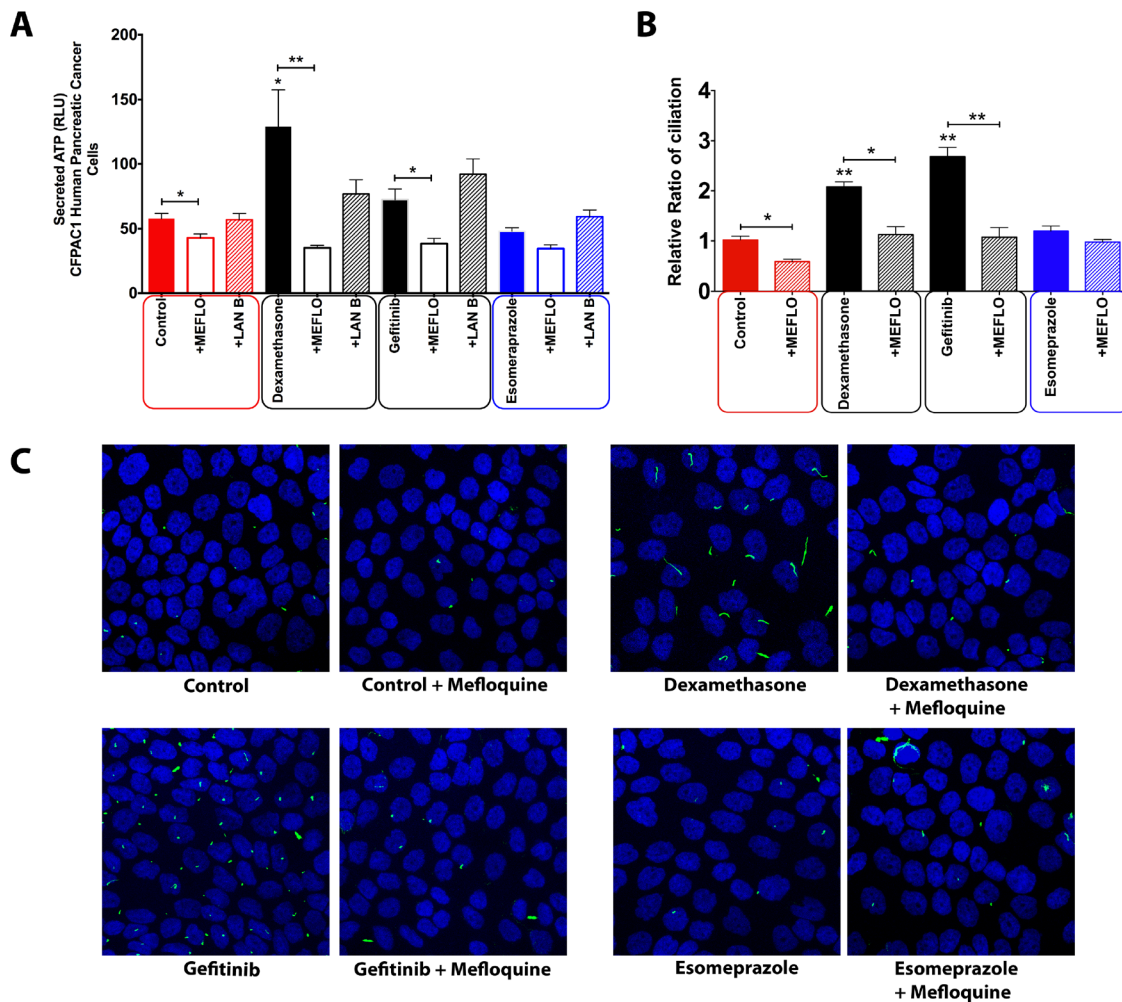 A
Secreted ATP (RLU)
CFPAC1 Human Pancreatic Cancer
Cells
200
150
100
50
0
*
*
**
*
Control
+MEFLO
+LAN B
Dexamethasone
+MEFLO
+LAN B
Gefitinib
+MEFLO
+LAN B
Esomeraprazole
+MEFLO
+LAN B
B
Relative Ratio of ciliation
4
3
2
1
0
*
**
*
**
**
Control
+MEFLO
Dexamethasone
+MEFLO
Gefitinib
+MEFLO
Esomeprazole
+MEFLO
C
Control
Control + Mefloquine
Dexamethasone
Dexamethasone
+ Mefloquine
Gefitinib
Gefitinib + Mefloquine
Esomeprazole
Esomeprazole
+ Mefloquine